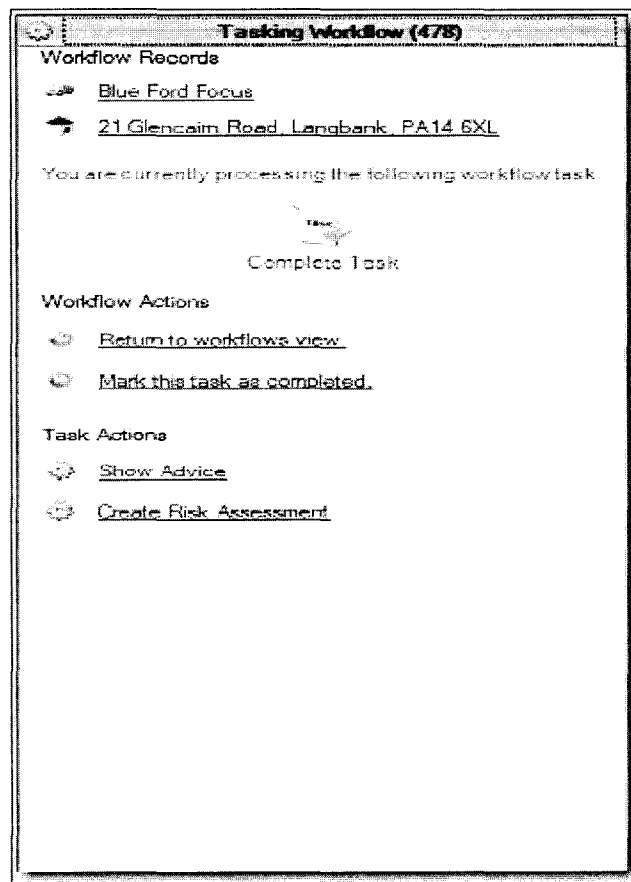 Tasking Workflow (478)
Workflow Records
Blue Ford Focus
21 Glencairn Road, Langbank, PA14 6XL
You are currently processing the following workflow task
Complete Task
Workflow Actions
Return to workflows view.
Mark this task as completed.
Task Actions
Show Advice
Create Risk Assessment